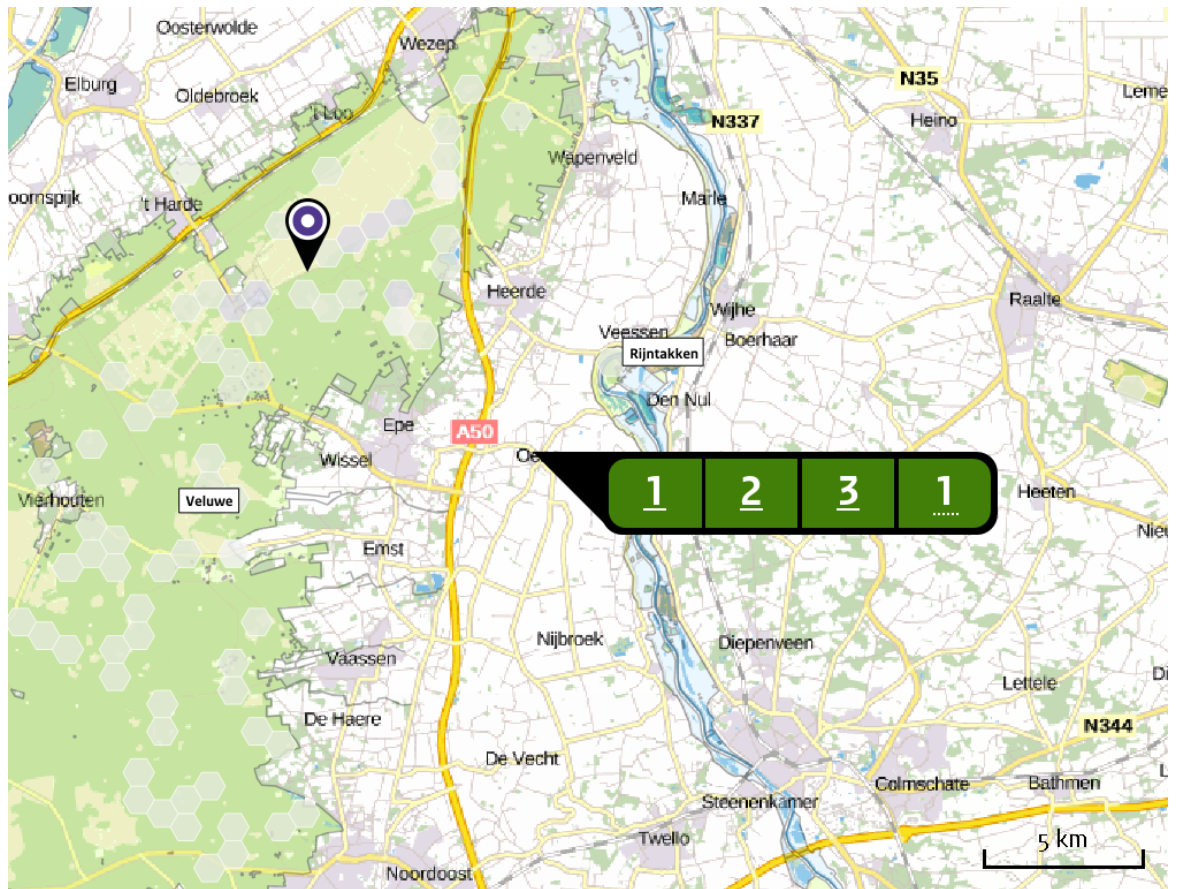 Oosterwolde
Wezep
Elburg
Oldebroek
't Loo
N35
Leme
Heino
N337
Wapenveld
oornspijk
't Harde
Marle
Heerde
Raalte
Wijhe
Veessen
Boerhaar
Rijntakken
Den Nul
Epe
A50
Wissel
Oe
1 2 3 1
Heeten
Vierhouten
Veluwe
Nieu
Emst
Nijbroek
Diepenveen
Vaassen
Lettele
Di
De Haere
N344
De Vecht
L
Colmschate
Bathmen
Steenenkamer
Twello
5 km
Noordoost